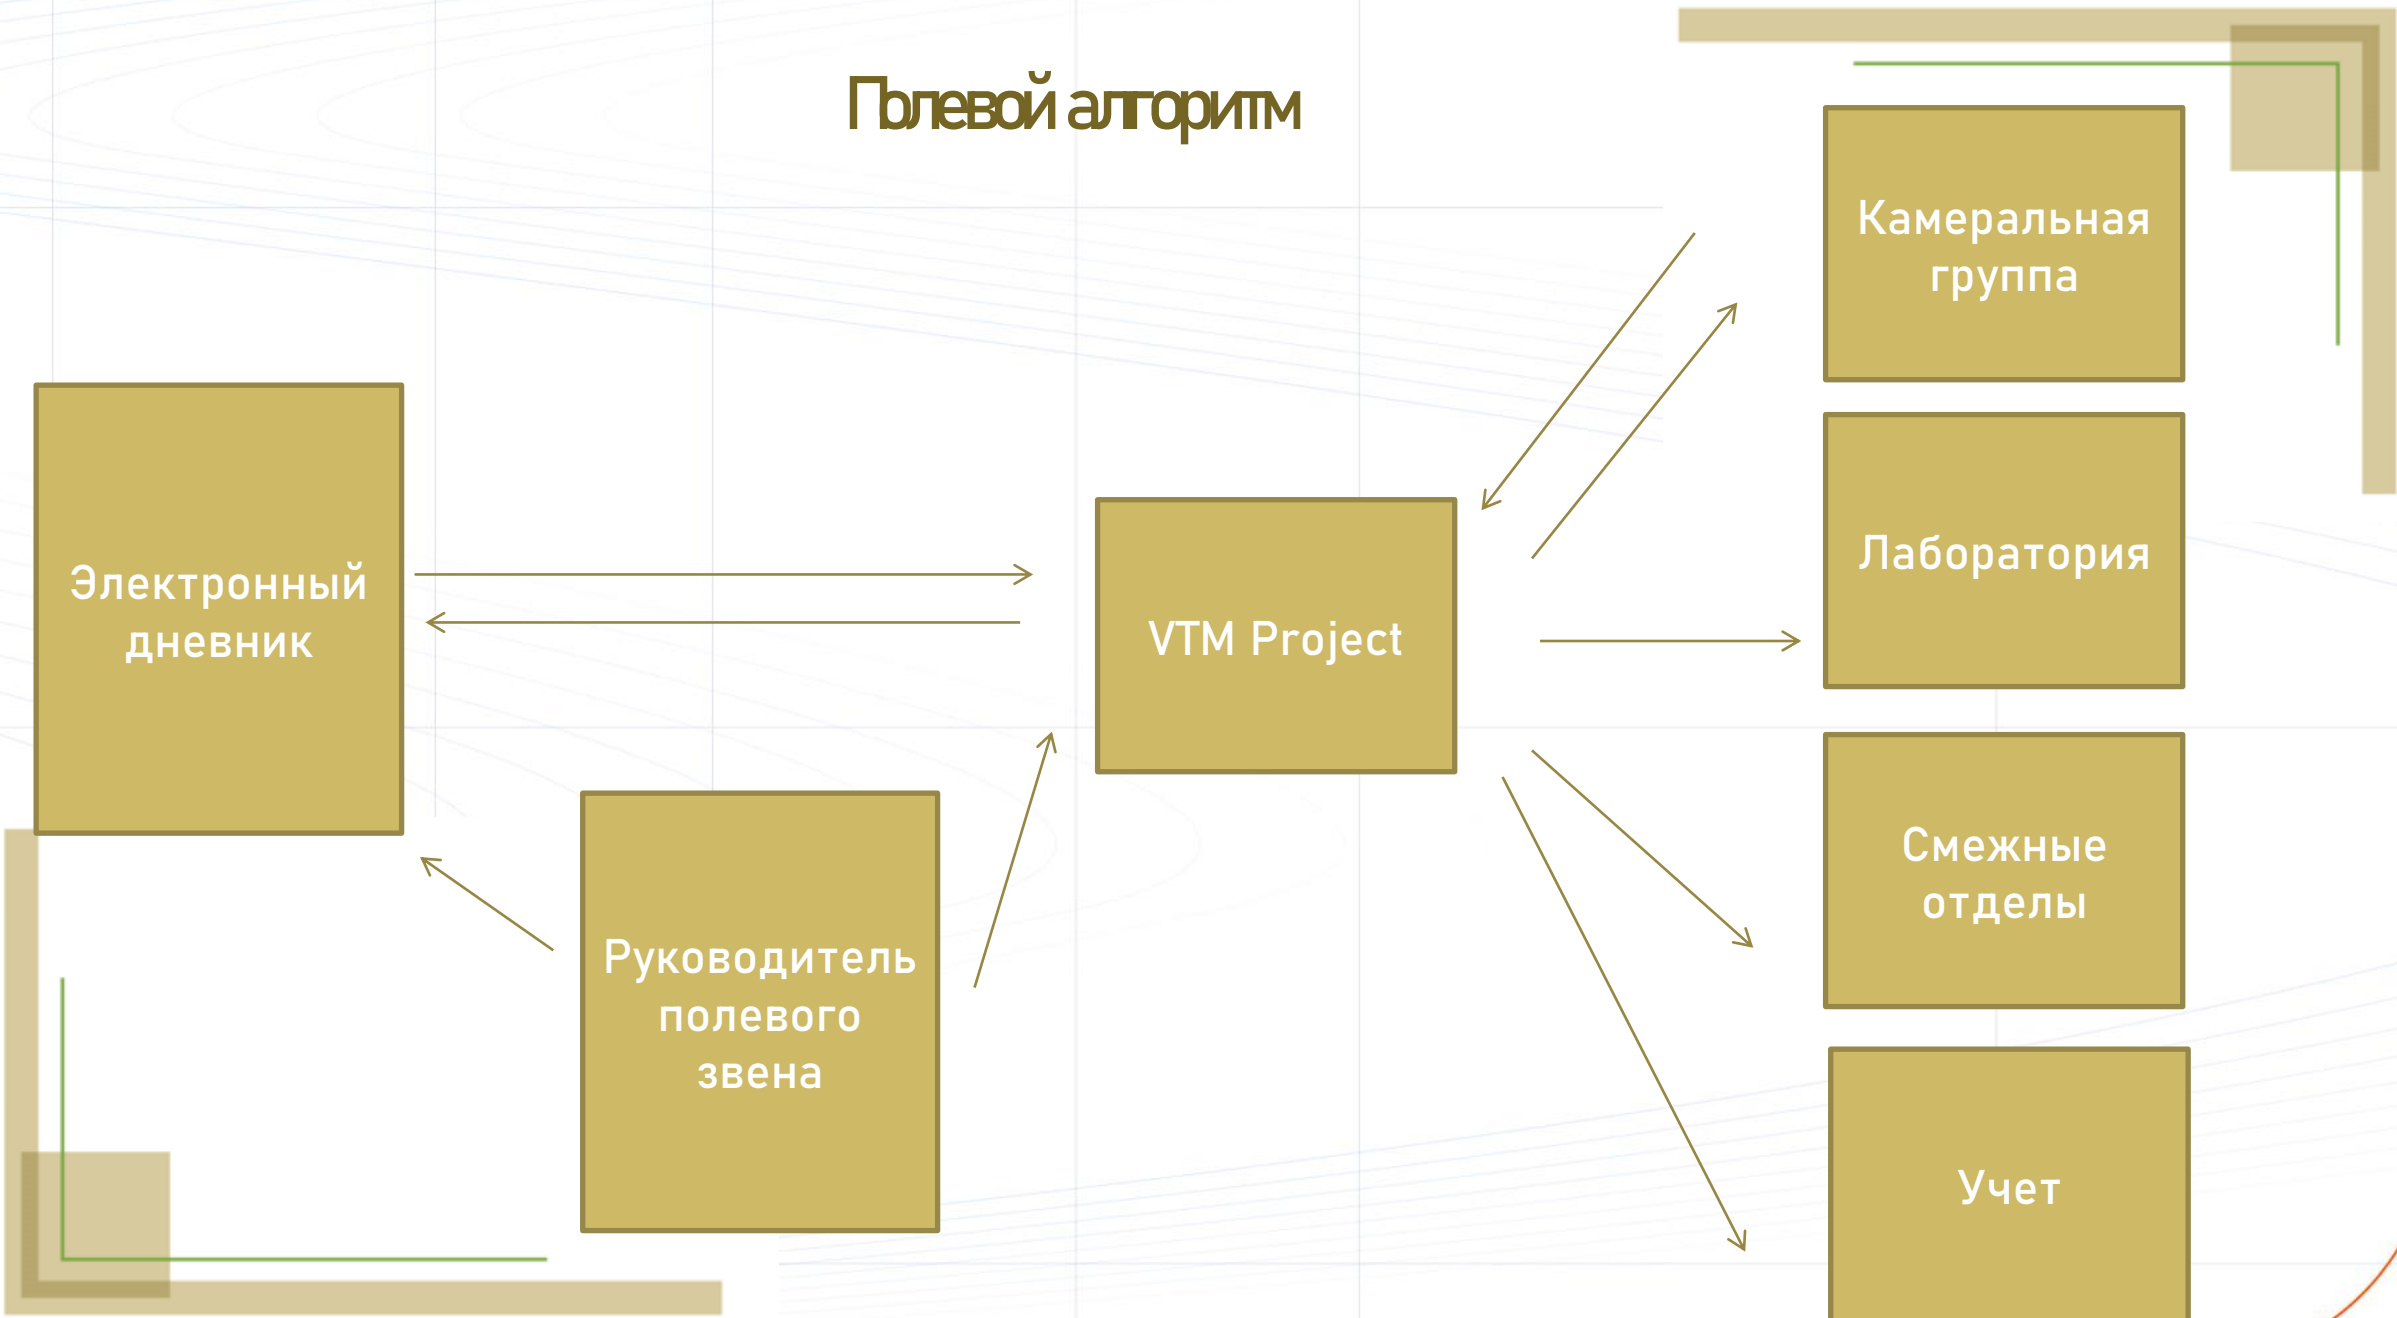 Полевой алгоритм
Камеральная
группа
Лаборатория
Электронный
дневник
VTM Project
Смежные
отделы
Руководитель
полевого
звена
Учет